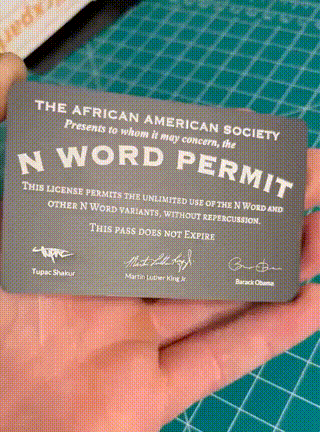 THE AFRICAN AMERICAN SOCIETY
Presents to whom it may concern, the
N WORD PERMIT
THIS LICENSE PERMITS THE UNLIMITED USE OF THE N WORD AND
OTHER N WORD VARIANTS, WITHOUT REPERCUSSION.
THIS PASS DOES NOT EXPIRE
Tupac Shakur
Martin Luther King Jr.
Barack Obama